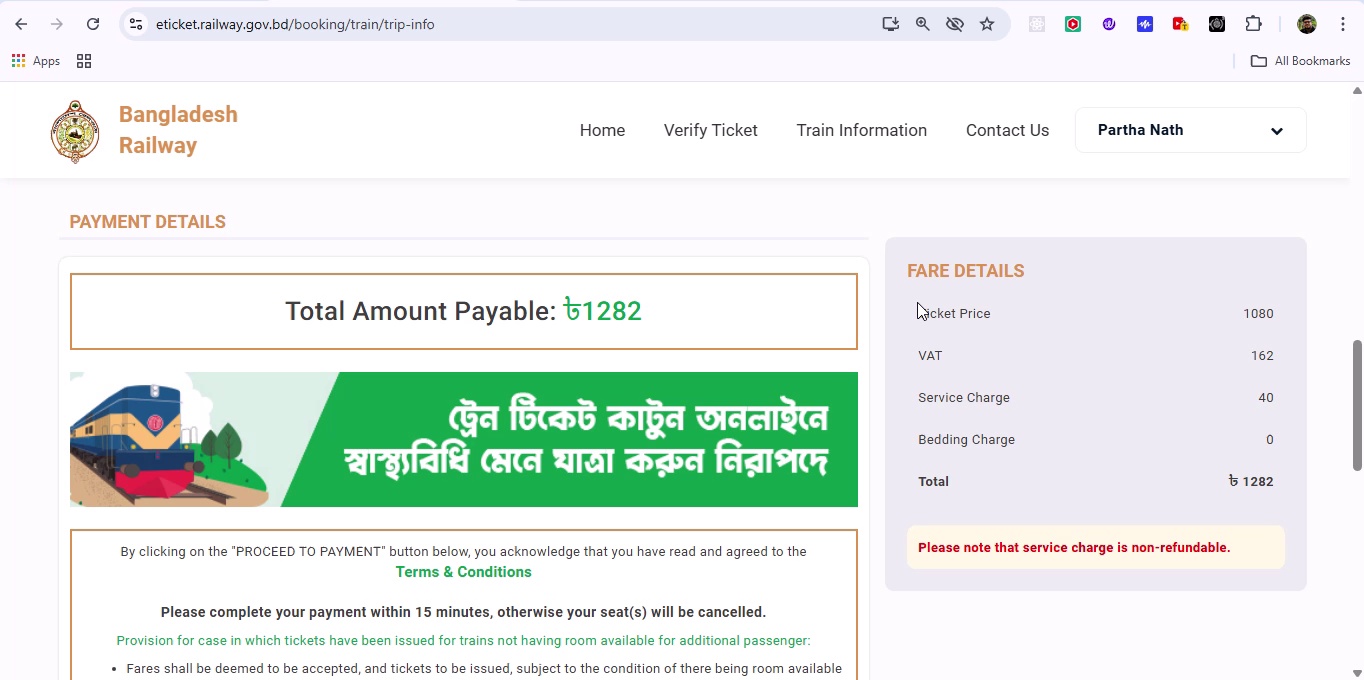 eticket.railway.gov.bd/booking/train/trip-info
Apps
All Bookmarks
Bangladesh
Railway
Home
Verify Ticket
Train Information
Contact Us
Partha Nath
PAYMENT DETAILS
Total Amount Payable: ৳1282
ট্রেন টিকেট কাটুন অনলাইনে
স্বাস্থ্যবিধি মেনে যাত্রা করুন নিরাপদে
By clicking on the "PROCEED TO PAYMENT" button below, you acknowledge that you have read and agreed to the
Terms & Conditions
Please complete your payment within 15 minutes, otherwise your seat(s) will be cancelled.
Provision for case in which tickets have been issued for trains not having room available for additional passenger:
• Fares shall be deemed to be accepted, and tickets to be issued, subject to the condition of there being room available
FARE DETAILS
Ticket Price 1080
VAT 162
Service Charge 40
Bedding Charge 0
Total ৳ 1282
Please note that service charge is non-refundable.